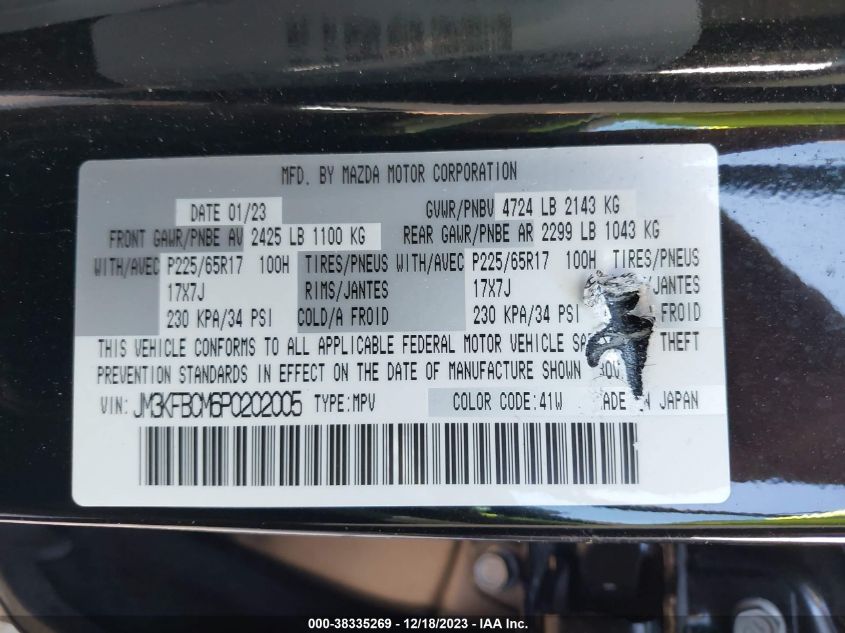 MFD. BY MAZDA MOTOR CORPORATION
DATE 01/23 GVWR/PNBV 4724 LB 2143 KG
FRONT GAWR/PNBE AV 2425 LB 1100 KG REAR GAWR/PNBE AR 2299 LB 1043 KG
WITH/AVEC P225/65R17 100H TIRES/PNEUS WITH/AVEC P225/65R17 100H TIRES/PNEUS
17X7J RIMS/JANTES 17X7J /JANTES
230 KPA/34 PSI COLD/A FROID 230 KPA/34 PSI FROID
THIS VEHICLE CONFORMS TO ALL APPLICABLE FEDERAL MOTOR VEHICLE THEFT
PREVENTION STANDARDS IN EFFECT ON THE DATE OF MANUFACTURE SHOWN
VIN: JM3KFBCM6P0202005 TYPE:MPV COLOR CODE:41W JAPAN
000-38335269 - 12/18/2023 - IAA Inc.